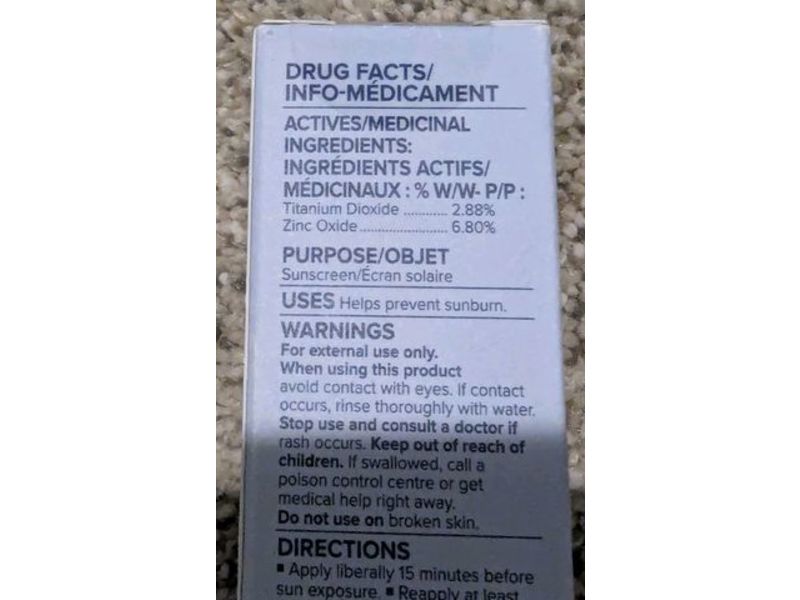 DRUG FACTS/
INFO-MÉDICAMENT
ACTIVES/MEDICINAL
INGREDIENTS:
INGRÉDIENTS ACTIFS/
MÉDICINAUX : % W/W- P/P :
Titanium Dioxide ............ 2.88%
Zinc Oxide ........................ 6.80%
PURPOSE/OBJET
Sunscreen/Écran solaire
USES Helps prevent sunburn.
WARNINGS
For external use only.
When using this product
avoid contact with eyes. If contact
occurs, rinse thoroughly with water.
Stop use and consult a doctor if
rash occurs. Keep out of reach of
children. If swallowed, call a
poison control centre or get
medical help right away.
Do not use on broken skin.
DIRECTIONS
▪ Apply liberally 15 minutes before
sun exposure. ▪ Reapply at least